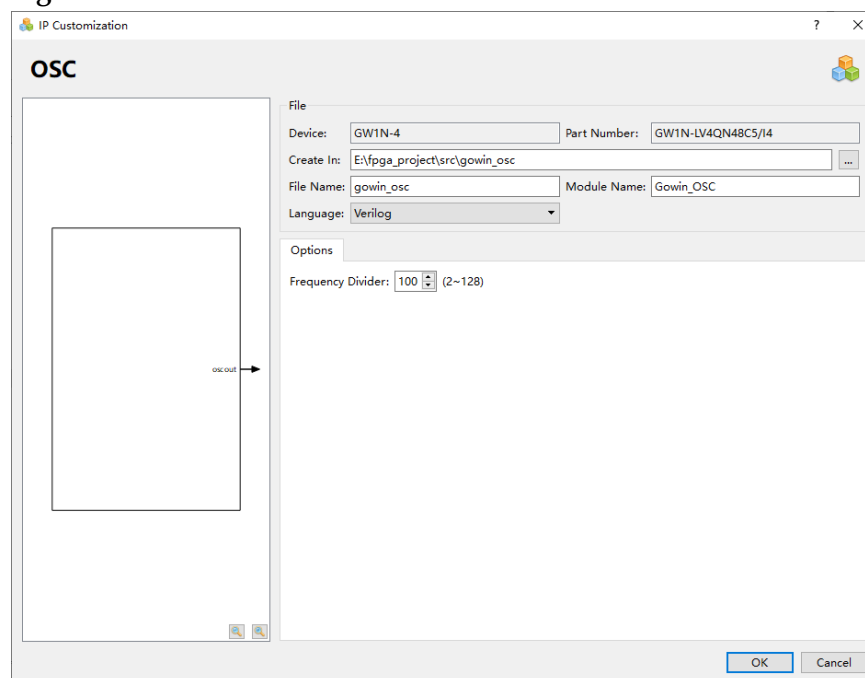 IP Customization ? X
OSC
File
Device: GW1N-4 Part Number: GW1N-LV4QN48C5/I4
Create In: E:\fpga_project\src\gowin_osc ...
File Name: gowin_osc Module Name: Gowin_OSC
Language: Verilog
Options
Frequency Divider: 100 (2~128)
oscout
OK Cancel